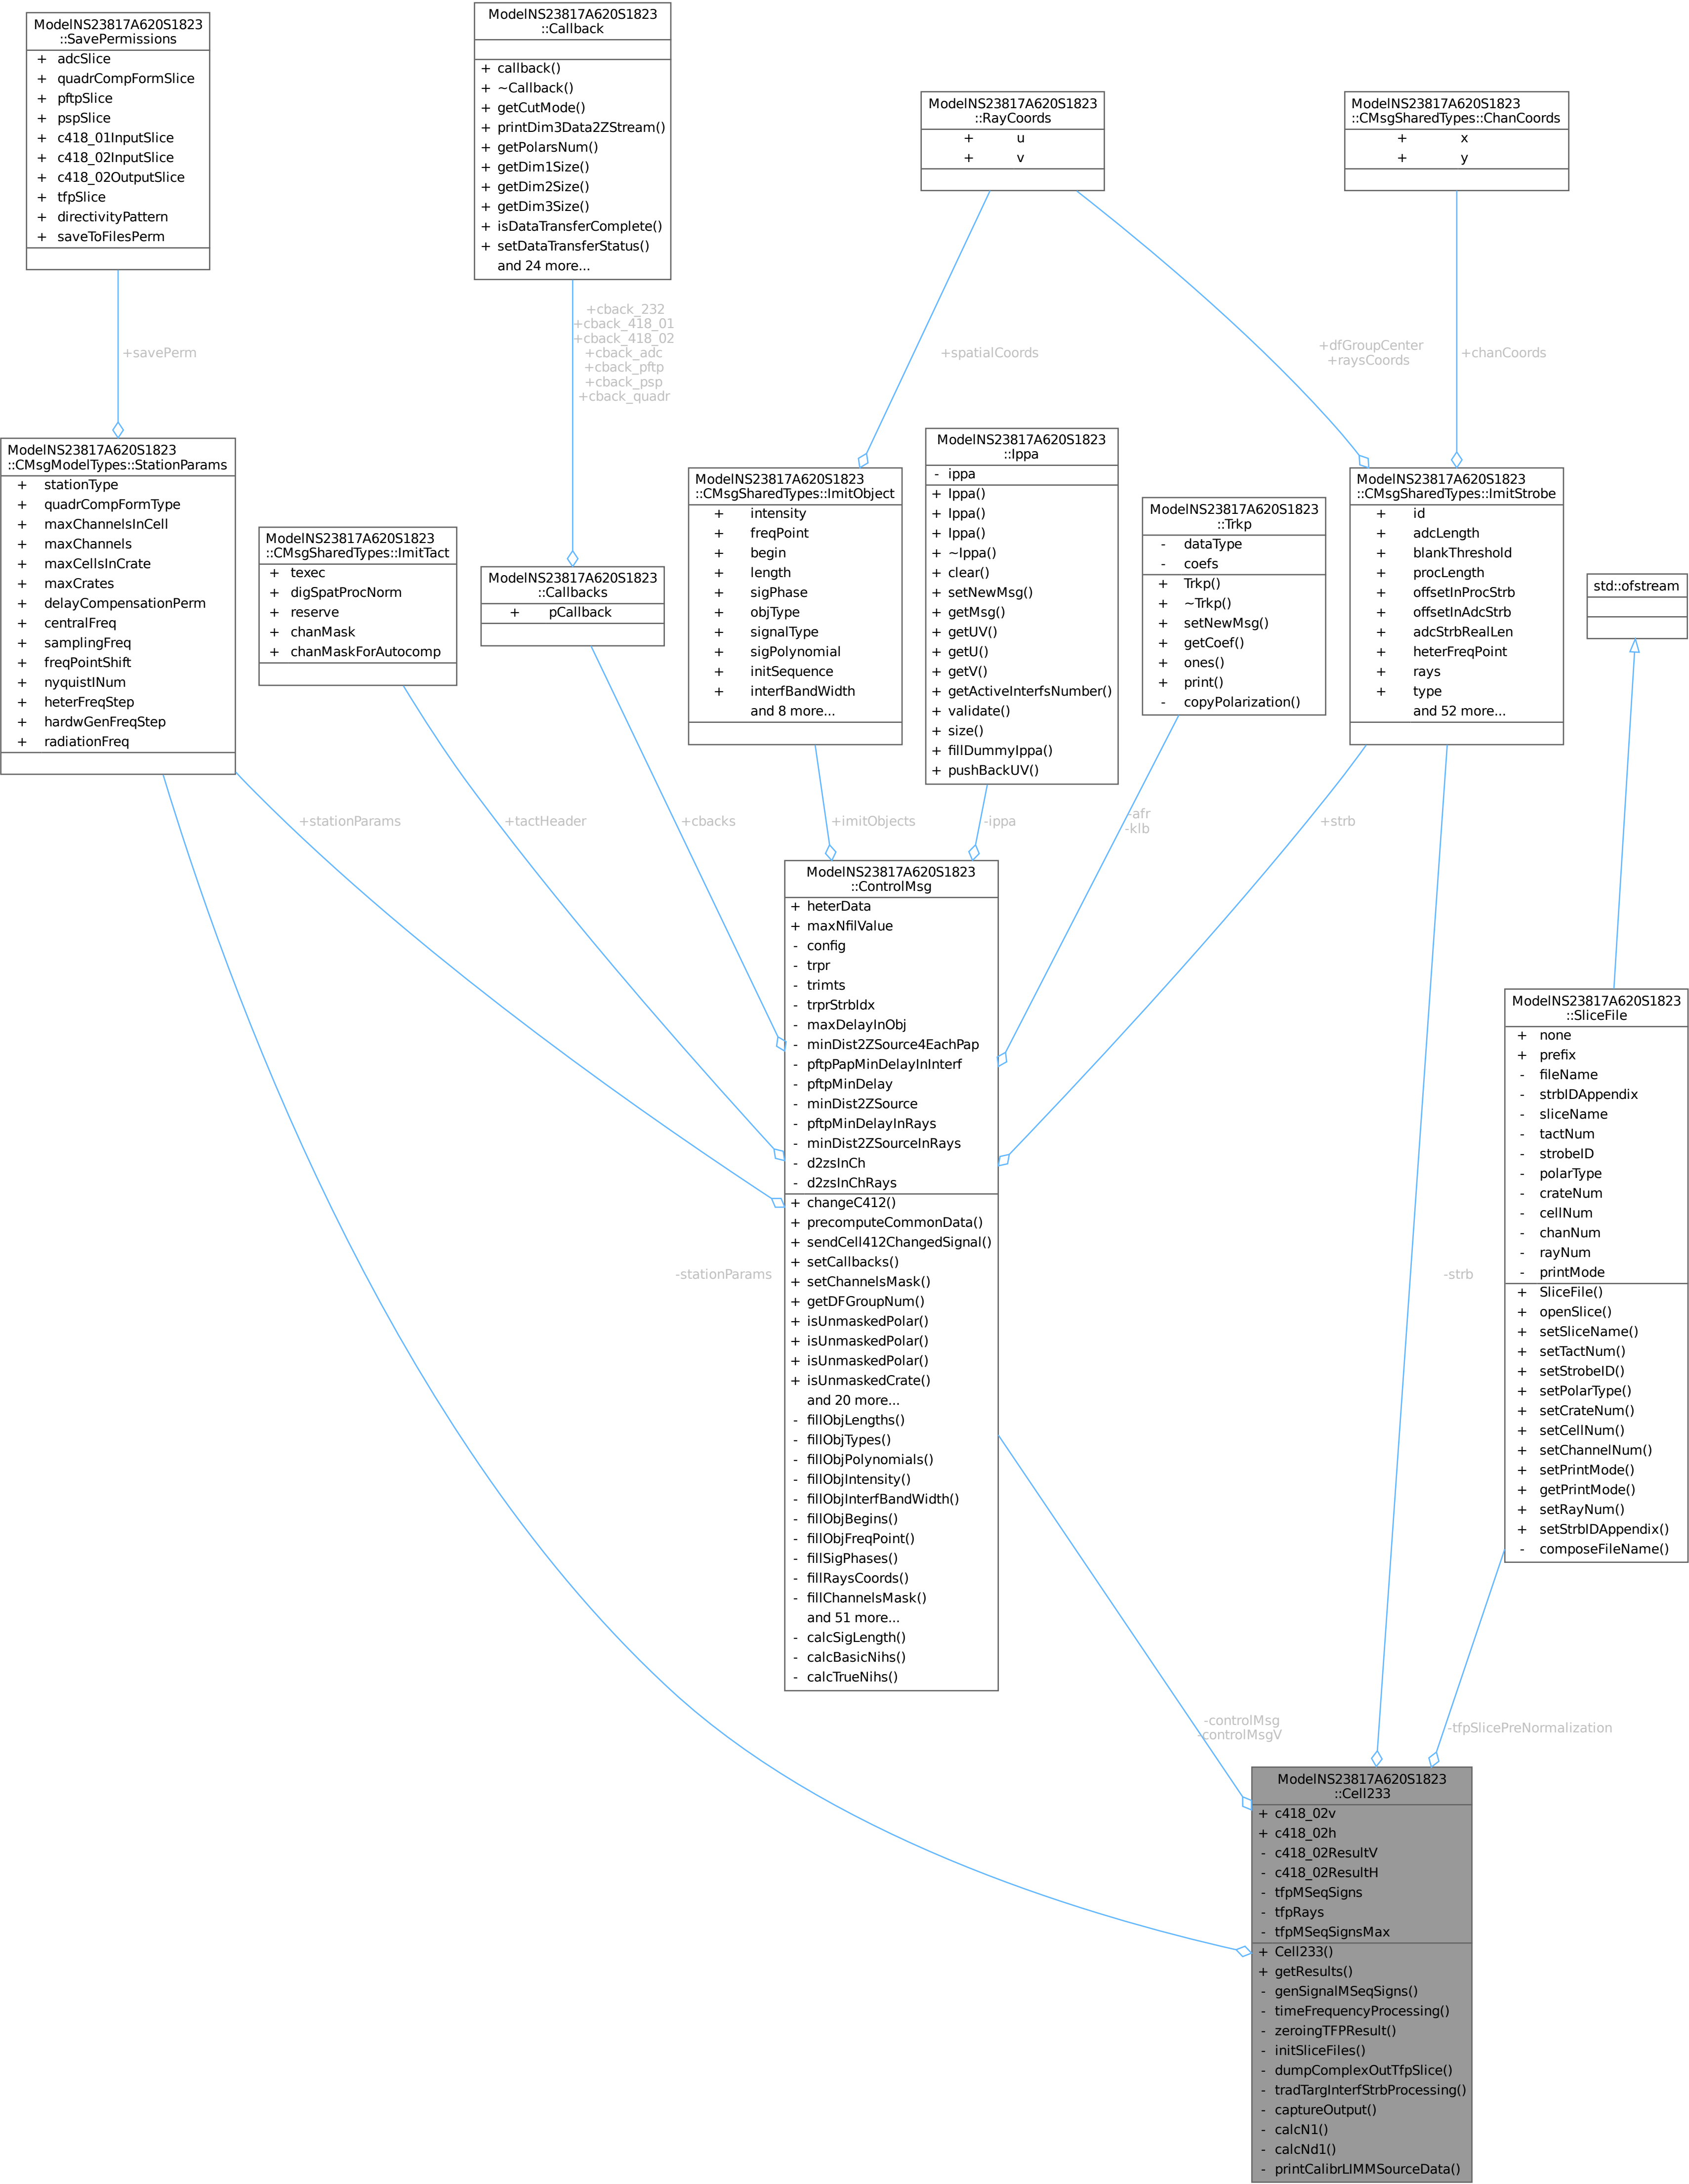 ModelNS23817A620S1823
::SavePermissions
+ adcSlice
+ quadrCompFormSlice
+ pftpSlice
+ pspSlice
+ c418_01InputSlice
+ c418_02InputSlice
+ c418_02OutputSlice
+ tfpSlice
+ directivityPattern
+ saveToFilesPerm
ModelNS23817A620S1823
::Callback
+ callback()
+ ~Callback()
+ getCutMode()
+ printDim3Data2ZStream()
+ getPolarsNum()
+ getDim1Size()
+ getDim2Size()
+ getDim3Size()
+ isDataTransferComplete()
+ setDataTransferStatus()
and 24 more...
ModelNS23817A620S1823
::RayCoords
+ u
+ v
ModelNS23817A620S1823
::CMsgSharedTypes::ChanCoords
+ x
+ y
+savePerm
+cback_232
+cback_418_01
+cback_418_02
+cback_adc
+cback_pftp
+cback_psp
+cback_quadr
+spatialCoords
+dfGroupCenter
+raysCoords
+chanCoords
ModelNS23817A620S1823
::CMsgModelTypes::StationParams
+ stationType
+ quadrCompFormType
+ maxChannelsInCell
+ maxChannels
+ maxCellsInCrate
+ maxCrates
+ delayCompensationPerm
+ centralFreq
+ samplingFreq
+ freqPointShift
+ nyquistINum
+ heterFreqStep
+ hardwGenFreqStep
+ radiationFreq
ModelNS23817A620S1823
::CMsgSharedTypes::ImitTact
+ texec
+ digSpatProcNorm
+ reserve
+ chanMask
+ chanMaskForAutocomp
ModelNS23817A620S1823
::Callbacks
+ pCallback
ModelNS23817A620S1823
::CMsgSharedTypes::ImitObject
+ intensity
+ freqPoint
+ begin
+ length
+ sigPhase
+ objType
+ signalType
+ sigPolynomial
+ initSequence
+ interfBandWidth
and 8 more...
ModelNS23817A620S1823
::Ippa
- ippa
+ Ippa()
+ Ippa()
+ Ippa()
+ ~Ippa()
+ clear()
+ setNewMsg()
+ getMsg()
+ getUV()
+ getU()
+ getV()
+ getActiveInterfsNumber()
+ validate()
+ size()
+ fillDummyIppa()
+ pushBackUV()
ModelNS23817A620S1823
::Trkp
- dataType
- coefs
+ Trkp()
+ ~Trkp()
+ setNewMsg()
+ getCoef()
+ ones()
+ print()
- copyPolarization()
ModelNS23817A620S1823
::CMsgSharedTypes::ImitStrobe
+ id
+ adcLength
+ blankThreshold
+ procLength
+ offsetInProcStrb
+ offsetInAdcStrb
+ adcStrbRealLen
+ heterFreqPoint
+ rays
+ type
and 52 more...
std::ofstream
+stationParams
+tactHeader
+cbacks
+imitObjects
-ippa
-afr
-klb
+strb
ModelNS23817A620S1823
::ControlMsg
+ heterData
+ maxNfilValue
- config
- trpr
- trimts
- trprStrbIdx
- maxDelayInObj
- minDist2ZSource4EachPap
- pftpPapMinDelayInInterf
- pftpMinDelay
- minDist2ZSource
- pftpMinDelayInRays
- minDist2ZSourceInRays
- d2zsInCh
- d2zsInChRays
+ changeC412()
+ precomputeCommonData()
+ sendCell412ChangedSignal()
+ setCallbacks()
+ setChannelsMask()
+ getDFGroupNum()
+ isUnmaskedPolar()
+ isUnmaskedPolar()
+ isUnmaskedPolar()
+ isUnmaskedCrate()
and 20 more...
- fillObjLengths()
- fillObjTypes()
- fillObjPolynomials()
- fillObjIntensity()
- fillObjInterfBandWidth()
- fillObjBegins()
- fillObjFreqPoint()
- fillSigPhases()
- fillRaysCoords()
- fillChannelsMask()
and 51 more...
- calcSigLength()
- calcBasicNihs()
- calcTrueNihs()
ModelNS23817A620S1823
::SliceFile
+ none
+ prefix
- fileName
- strbIDAppendix
- sliceName
- tactNum
- strobeID
- polarType
- crateNum
- cellNum
- chanNum
- rayNum
- printMode
+ SliceFile()
+ openSlice()
+ setSliceName()
+ setTactNum()
+ setStrobeID()
+ setPolarType()
+ setCrateNum()
+ setCellNum()
+ setChannelNum()
+ setPrintMode()
+ getPrintMode()
+ setRayNum()
+ setStrbIDAppendix()
- composeFileName()
-stationParams
-strb
-controlMsg
-controlMsgV
-tfpSlicePreNormalization
ModelNS23817A620S1823
::Cell233
+ c418_02v
+ c418_02h
- c418_02ResultV
- c418_02ResultH
- tfpMSeqSigns
- tfpRays
- tfpMSeqSignsMax
+ Cell233()
+ getResults()
- genSignalMSeqSigns()
- timeFrequencyProcessing()
- zeroingTFPResult()
- initSliceFiles()
- dumpComplexOutTfpSlice()
- tradTargInterfStrbProcessing()
- captureOutput()
- calcN1()
- calcNd1()
- printCalibrLIMMSourceData()